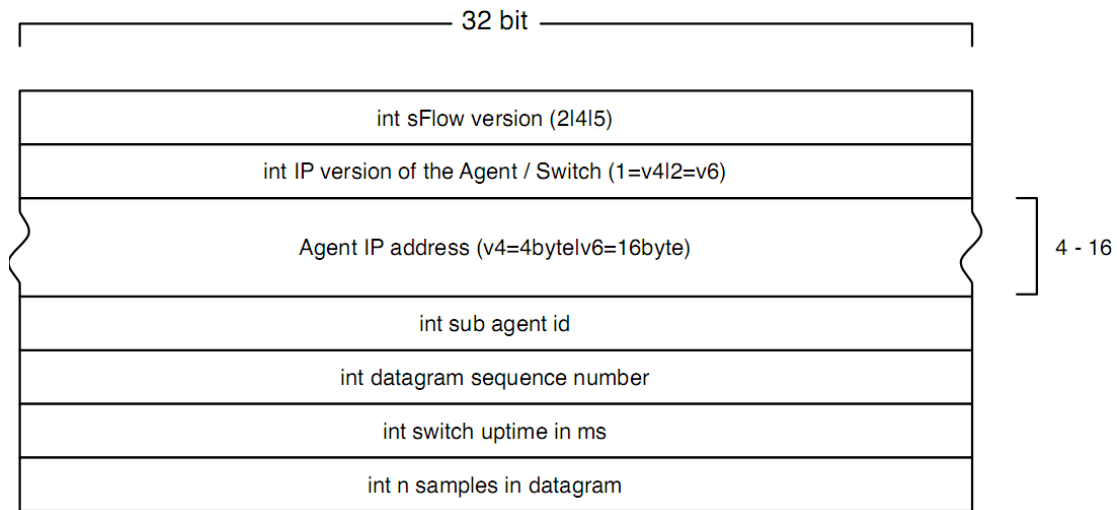 32 bit
int sFlow version (2|4|5)
int IP version of the Agent / Switch (1=v4|2=v6)
Agent IP address (v4=4byte|v6=16byte)
4 - 16
int sub agent id
int datagram sequence number
int switch uptime in ms
int n samples in datagram